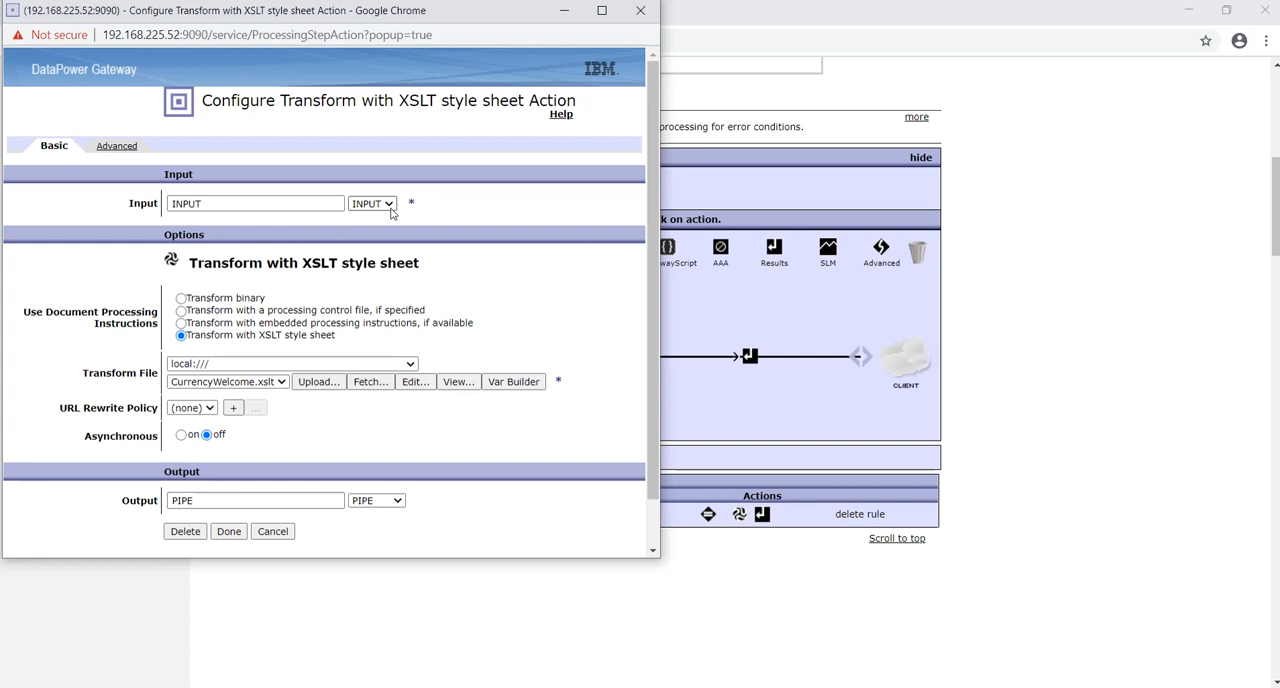 (192.168.225.52:9090) - Configure Transform with XSLT style sheet Action - Google Chrome
Not secure | 192.168.225.52:9090/service/ProcessingStepAction?popup=true
DataPower Gateway
IBM.
Configure Transform with XSLT style sheet Action
Help
Basic
Advanced
Input
Input INPUT INPUT *
Options
Transform with XSLT style sheet
Use Document Processing Instructions
Transform binary
Transform with a processing control file, if specified
Transform with embedded processing instructions, if available
Transform with XSLT style sheet
Transform File
local:///
CurrencyWelcome.xslt Upload... Fetch... Edit... View... Var Builder *
URL Rewrite Policy (none) + ...
Asynchronous on off
Output
Output PIPE PIPE
Delete Done Cancel
more
processing for error conditions.
hide
k on action.
wayScript AAA Results SLM Advanced
CLIENT
Actions
delete rule
Scroll to top